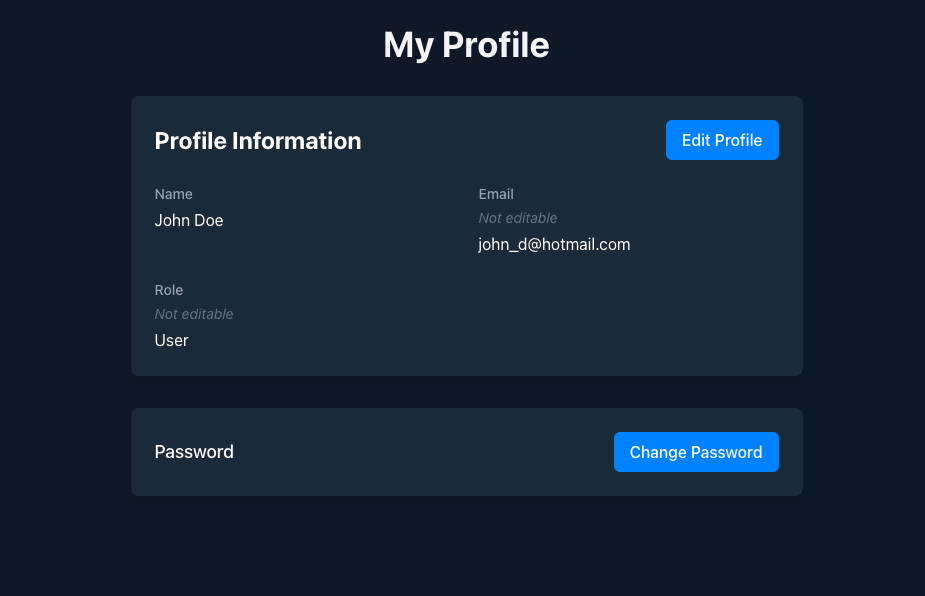 My Profile
Profile Information
Edit Profile
Name
John Doe
Email
Not editable
john_d@hotmail.com
Role
Not editable
User
Password
Change Password